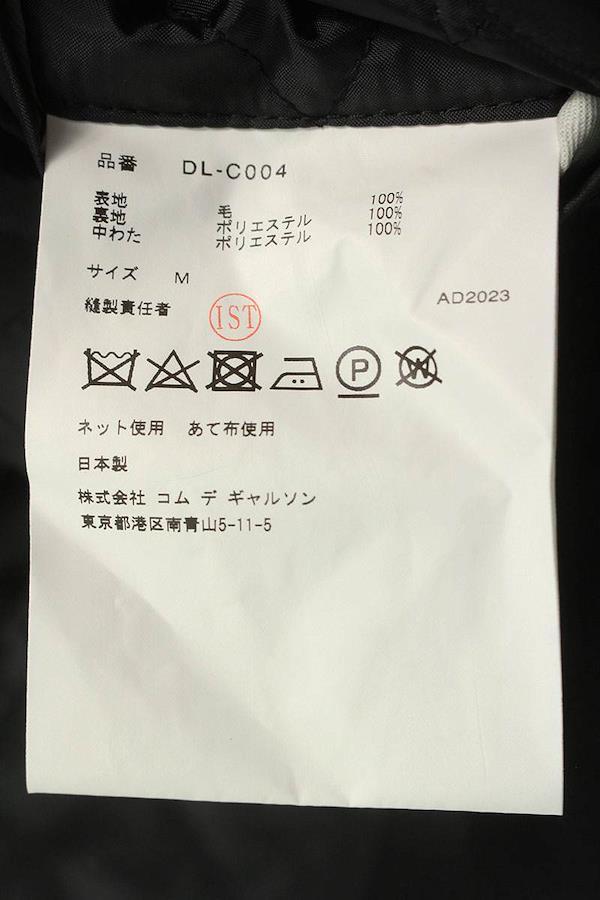 品番 DL-C004
表地 毛 100%
裏地 ポリエステル 100%
中わた ポリエステル 100%
サイズ M
AD2023
縫製責任者 IST
P W
ネット使用 あて布使用
日本製
株式会社 コム デ ギャルソン
東京都港区南青山5-11-5